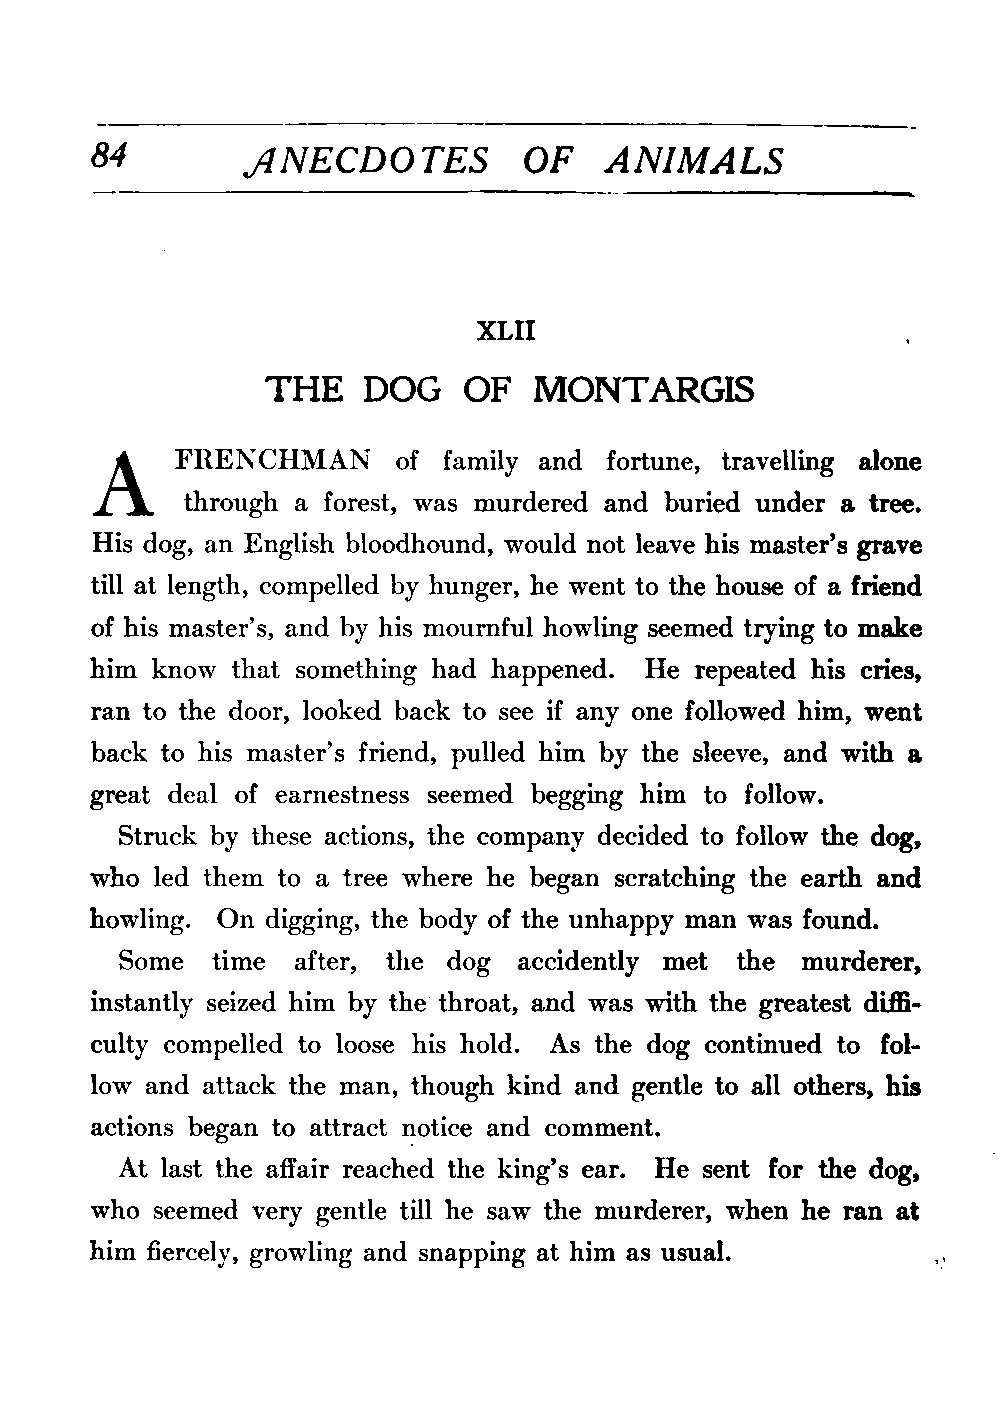 84 ANECDOTES OF ANIMALS
XLII
THE DOG OF MONTARGIS
A FRENCHMAN of family and fortune, travelling alone
through a forest, was murdered and buried under a tree.
His dog, an English bloodhound, would not leave his master's grave
till at length, compelled by hunger, he went to the house of a friend
of his master's, and by his mournful howling seemed trying to make
him know that something had happened. He repeated his cries,
ran to the door, looked back to see if any one followed him, went
back to his master's friend, pulled him by the sleeve, and with a
great deal of earnestness seemed begging him to follow.
Struck by these actions, the company decided to follow the dog,
who led them to a tree where he began scratching the earth and
howling. On digging, the body of the unhappy man was found.
Some time after, the dog accidently met the murderer,
instantly seized him by the throat, and was with the greatest diffi-
culty compelled to loose his hold. As the dog continued to fol-
low and attack the man, though kind and gentle to all others, his
actions began to attract notice and comment.
At last the affair reached the king's ear. He sent for the dog,
who seemed very gentle till he saw the murderer, when he ran at
him fiercely, growling and snapping at him as usual.